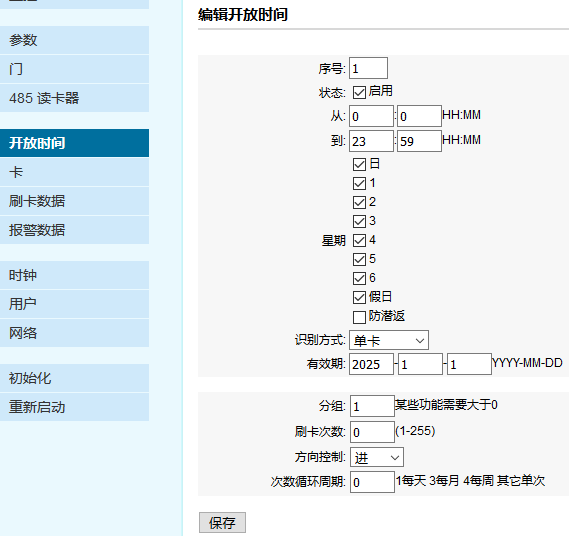 参数
门
485 读卡器
开放时间
卡
刷卡数据
报警数据
时钟
用户
网络
初始化
重新启动
编辑开放时间
序号: 1
状态: 启用
从: 0 : 0 HH:MM
到: 23 : 59 HH:MM
星期
日
1
2
3
4
5
6
假日
防潜返
识别方式: 单卡
有效期: 2025 - 1 - 1 YYYY-MM-DD
分组: 1 某些功能需要大于0
刷卡次数: 0 (1-255)
方向控制: 进
次数循环周期: 0 1每天 3每月 4每周 其它单次
保存